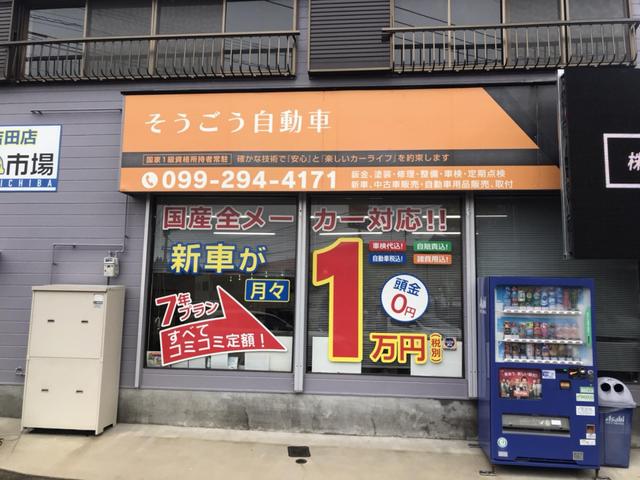 そうごう自動車
国家1級資格所持者常駐 確かな技術で「安心」と「楽しいカーライフ」を約束します
099-294-4171
鈑金、塗装・修理・整備・車検・定期点検
新車、中古車販売・自動車用品販売、取付
吉田店
市場
ICHIBA
株
国産全メーカー対応!!
新車が
月々
1
万円
(税別)
7年
プラン
すべて
コミコミ定額!
車検代込!
自賠責込!
自動車税込!
諸費用込!
頭金
0円
Asahi